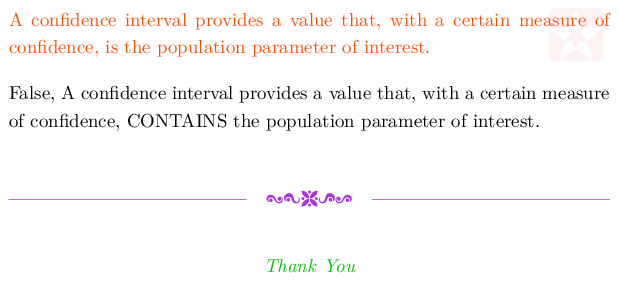 A confidence interval provides a value that, with a certain measure of
confidence, is the population parameter of interest.
False, A confidence interval provides a value that, with a certain measure
of confidence, CONTAINS the population parameter of interest.
Thank You